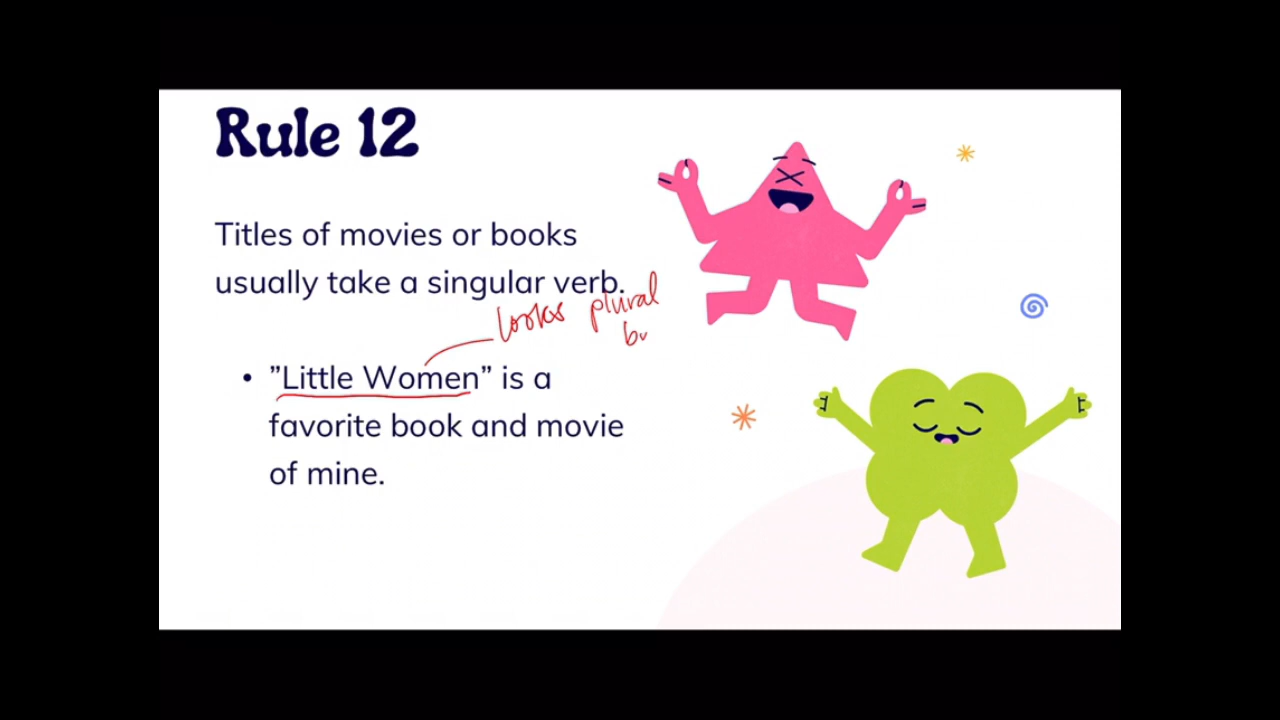 Rule 12
Titles of movies or books
usually take a singular verb.
looks plural
• ”Little Women” is a
favorite book and movie
of mine.